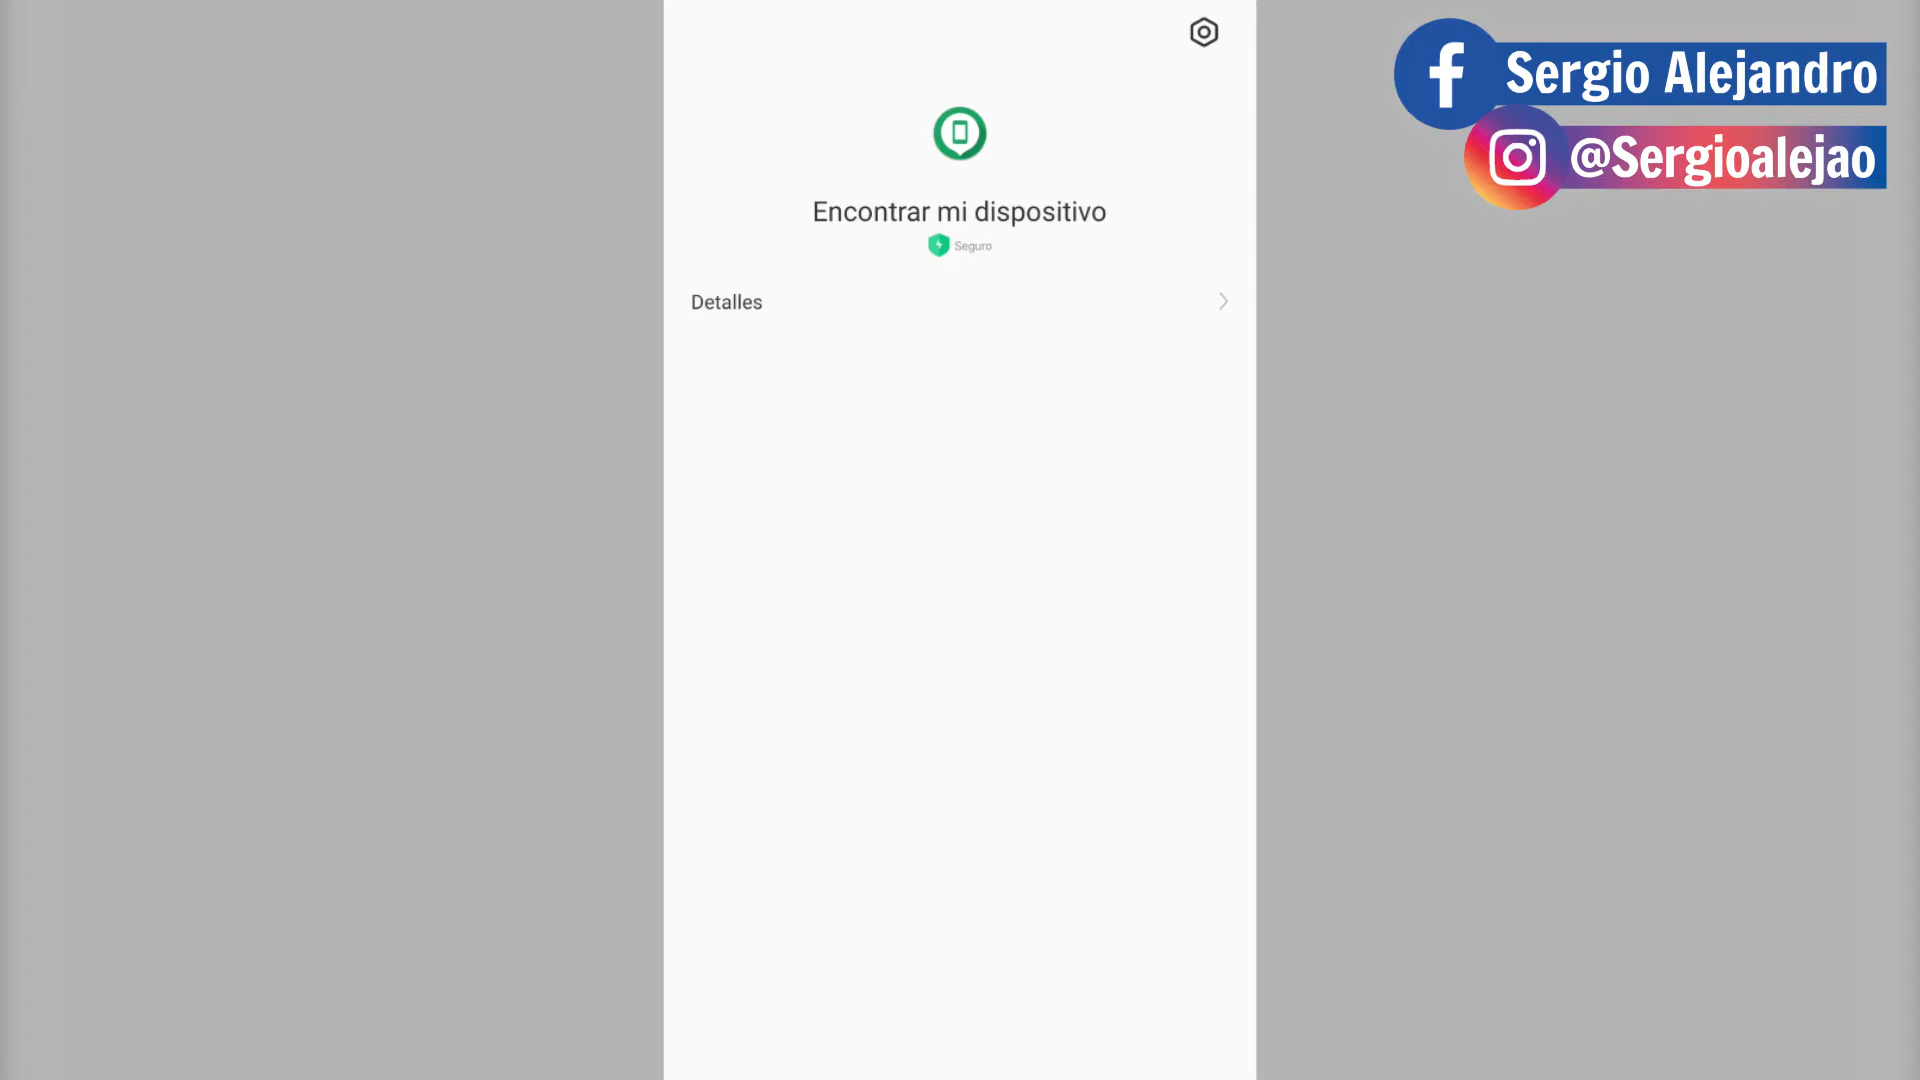 Sergio Alejandro
@Sergioalejao
Encontrar mi dispositivo
Seguro
Detalles